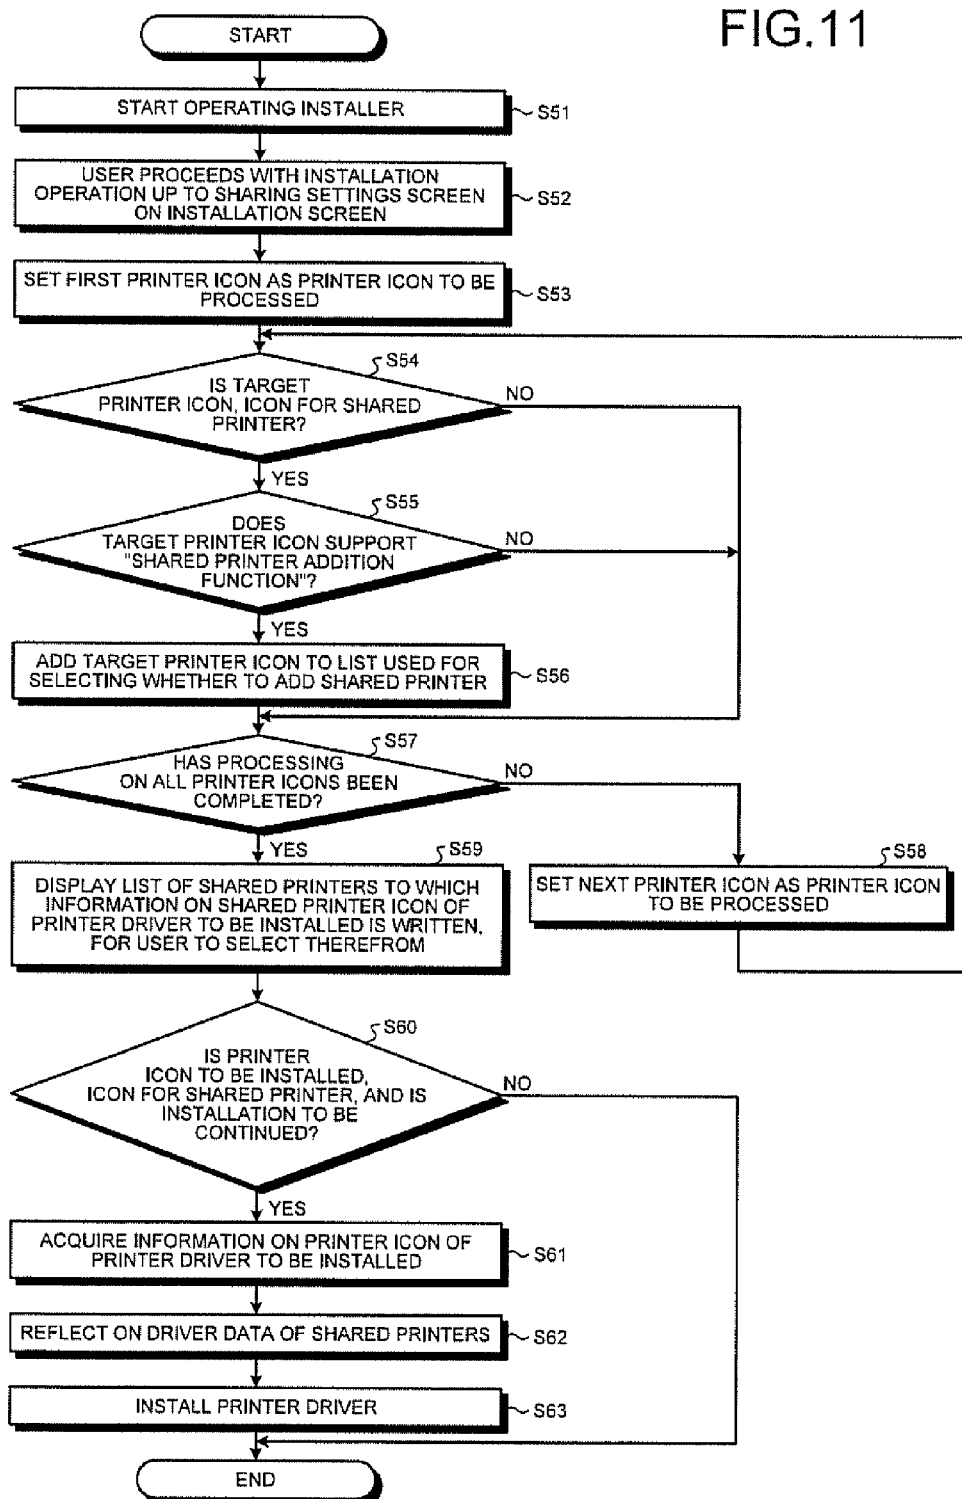 FIG.11
START
START OPERATING INSTALLER
S51
USER PROCEEDS WITH INSTALLATION
OPERATION UP TO SHARING SETTINGS SCREEN
ON INSTALLATION SCREEN
S52
SET FIRST PRINTER ICON AS PRINTER ICON TO BE
PROCESSED
S53
S54
IS TARGET
PRINTER ICON, ICON FOR SHARED
PRINTER?
NO
YES
S55
DOES
TARGET PRINTER ICON SUPPORT
"SHARED PRINTER ADDITION
FUNCTION"?
NO
YES
ADD TARGET PRINTER ICON TO LIST USED FOR
SELECTING WHETHER TO ADD SHARED PRINTER
S56
S57
HAS PROCESSING
ON ALL PRINTER ICONS BEEN
COMPLETED?
NO
YES
S59
DISPLAY LIST OF SHARED PRINTERS TO WHICH
INFORMATION ON SHARED PRINTER ICON OF
PRINTER DRIVER TO BE INSTALLED IS WRITTEN,
FOR USER TO SELECT THEREFROM
S58
SET NEXT PRINTER ICON AS PRINTER ICON
TO BE PROCESSED
S60
IS PRINTER
ICON TO BE INSTALLED,
ICON FOR SHARED PRINTER, AND IS
INSTALLATION TO BE
CONTINUED?
NO
YES
ACQUIRE INFORMATION ON PRINTER ICON OF
PRINTER DRIVER TO BE INSTALLED
S61
REFLECT ON DRIVER DATA OF SHARED PRINTERS
S62
INSTALL PRINTER DRIVER
S63
END